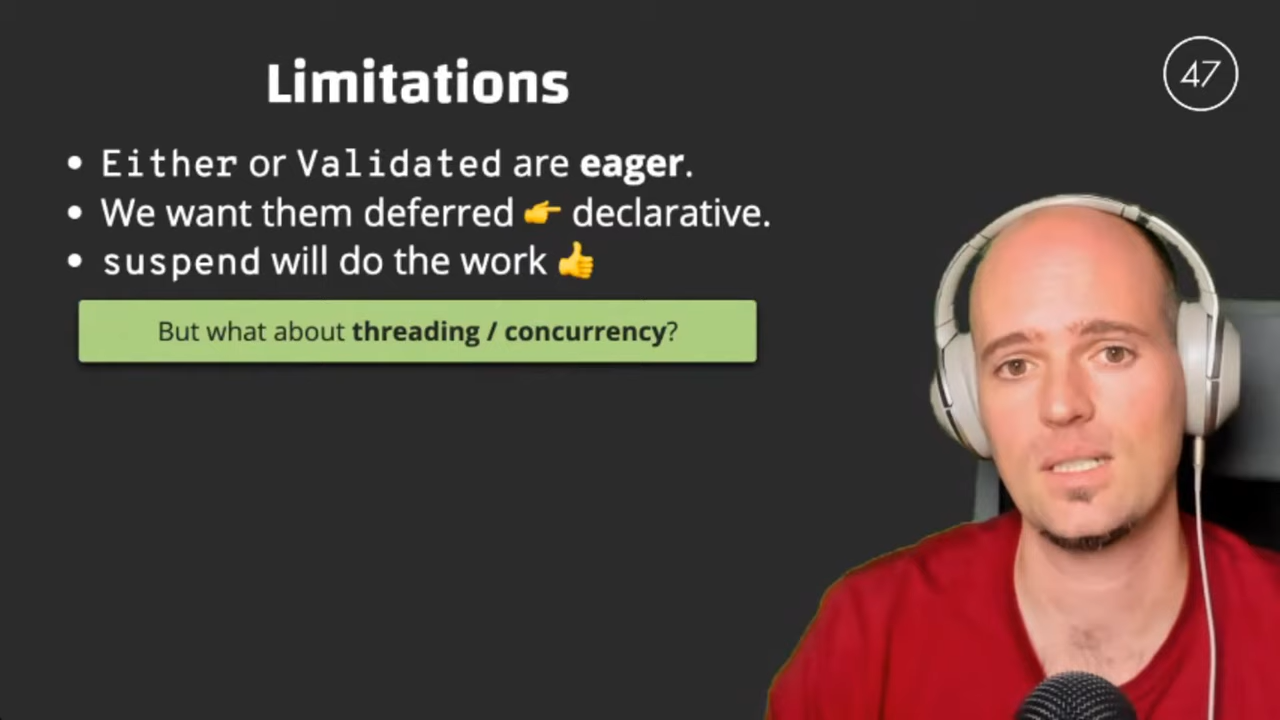 Limitations
47
• Either or Validated are eager.
• We want them deferred 👉 declarative.
• suspend will do the work 👍
But what about threading / concurrency?